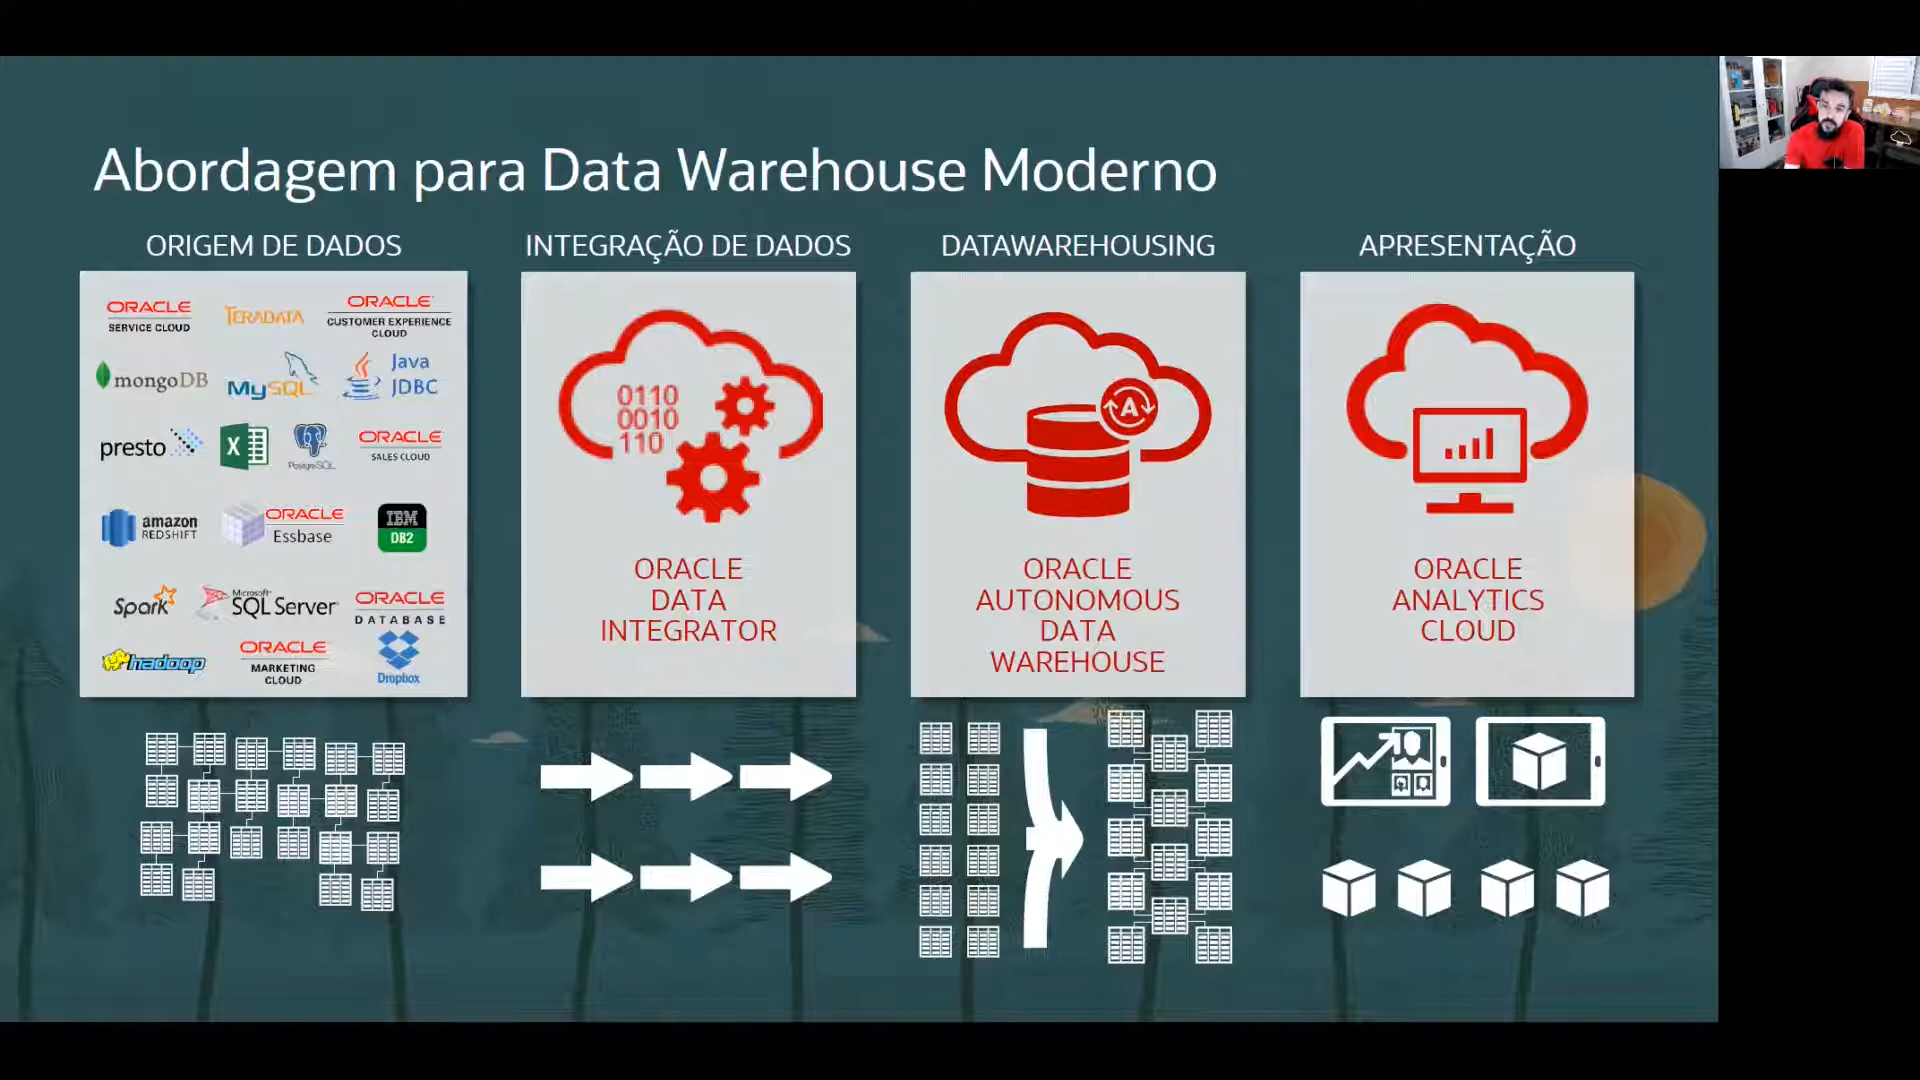 Abordagem para Data Warehouse Moderno
ORIGEM DE DADOS
ORACLE
SERVICE CLOUD
TERADATA
ORACLE
CUSTOMER EXPERIENCE
CLOUD
mongoDB
MySQL
Java
JDBC
presto
X
PostgreSQL
ORACLE
SALES CLOUD
amazon
REDSHIFT
ORACLE
Essbase
IBM
DB2
Spark
Microsoft
SQL Server
ORACLE
DATABASE
hadoop
ORACLE
MARKETING
CLOUD
Dropbox
INTEGRAÇÃO DE DADOS
0110
0010
110
ORACLE
DATA
INTEGRATOR
DATAWAREHOUSING
A
ORACLE
AUTONOMOUS
DATA
WAREHOUSE
APRESENTAÇÃO
ORACLE
ANALYTICS
CLOUD